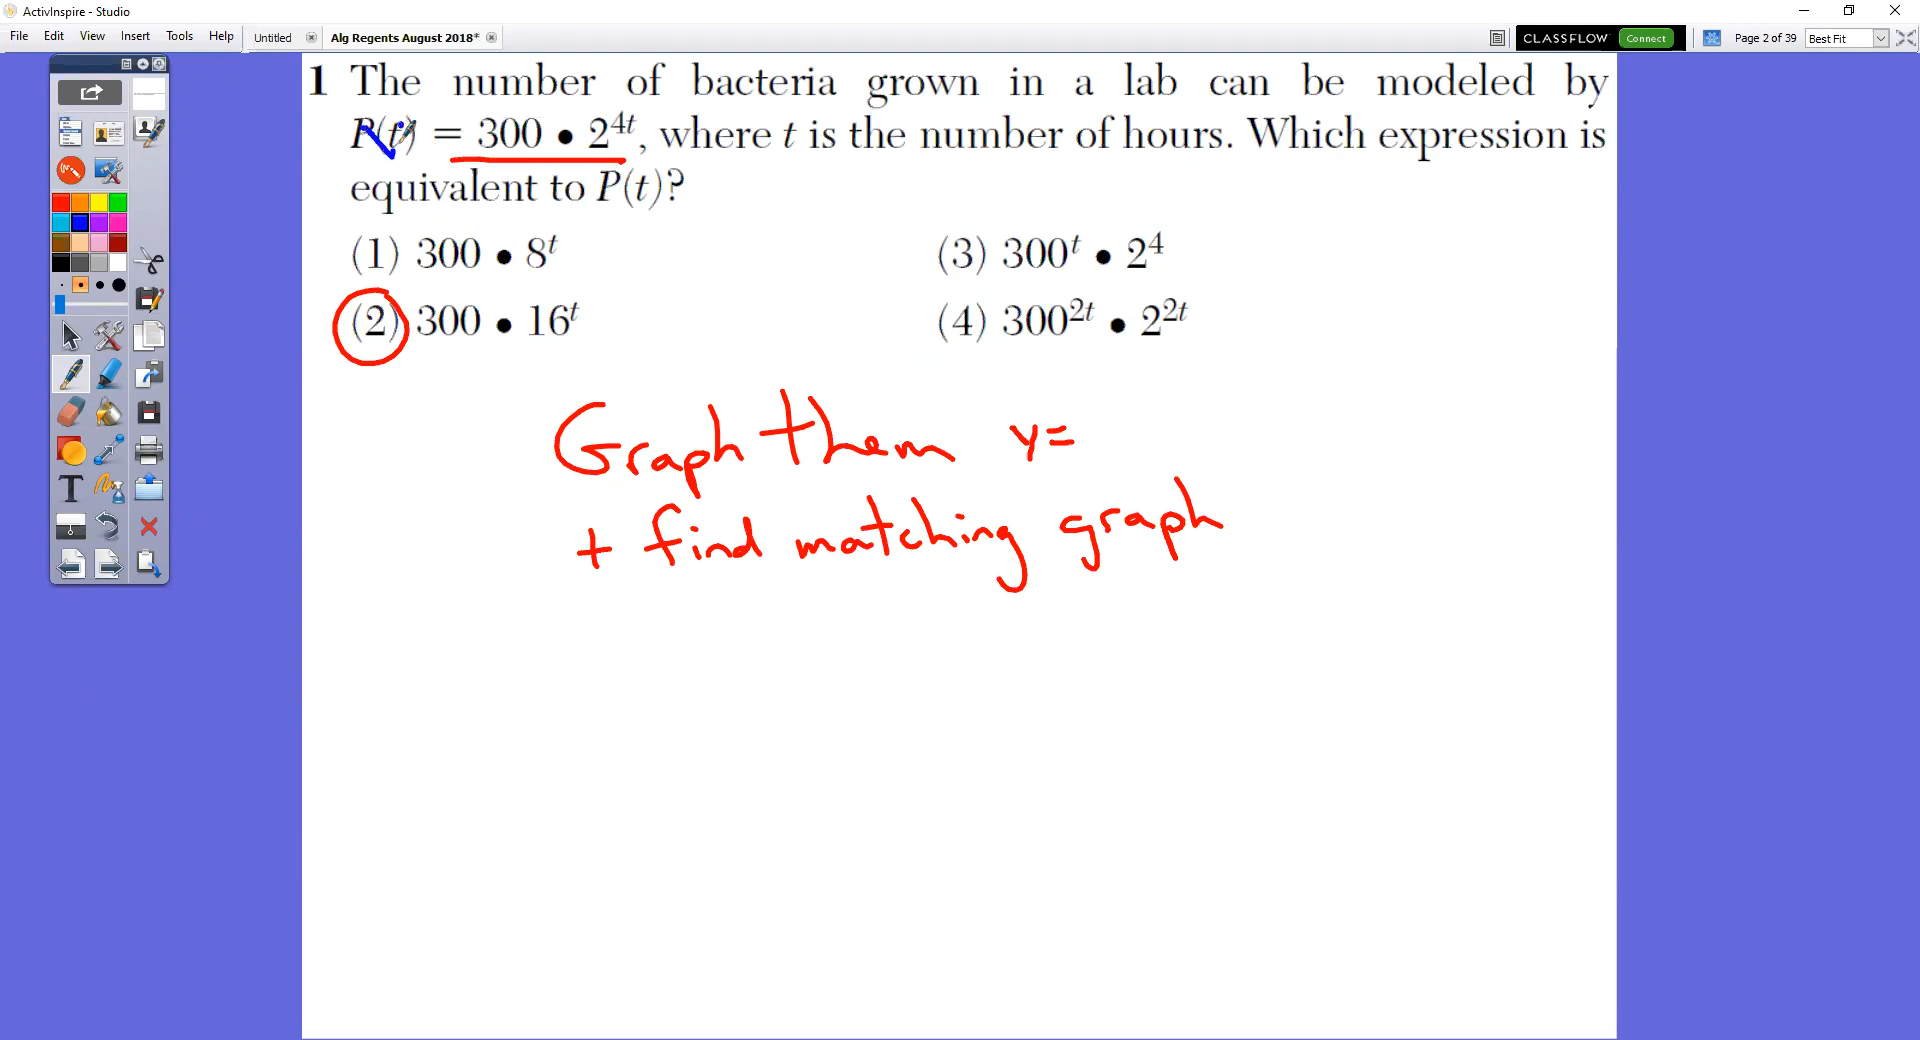 ActivInspire - Studio
File Edit View Insert Tools Help
Untitled
Alg Regents August 2018*
CLASSFLOW Connect
Page 2 of 39
Best Fit
1 The number of bacteria grown in a lab can be modeled by
P(t) = 300 • 2^{4t}, where t is the number of hours. Which expression is
equivalent to P(t)?
(1) 300 • 8^t
(3) 300^t • 2^4
(2) 300 • 16^t
(4) 300^{2t} • 2^{2t}
Graph them y=
+ find matching graph